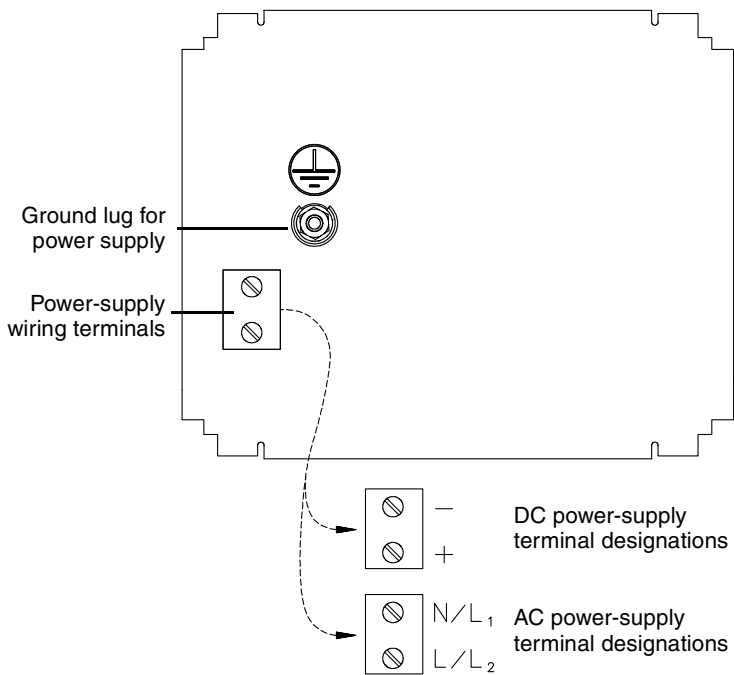 Ground lug for
power supply
Power-supply
wiring terminals
−
+
DC power-supply
terminal designations
N/L₁
L/L₂
AC power-supply
terminal designations